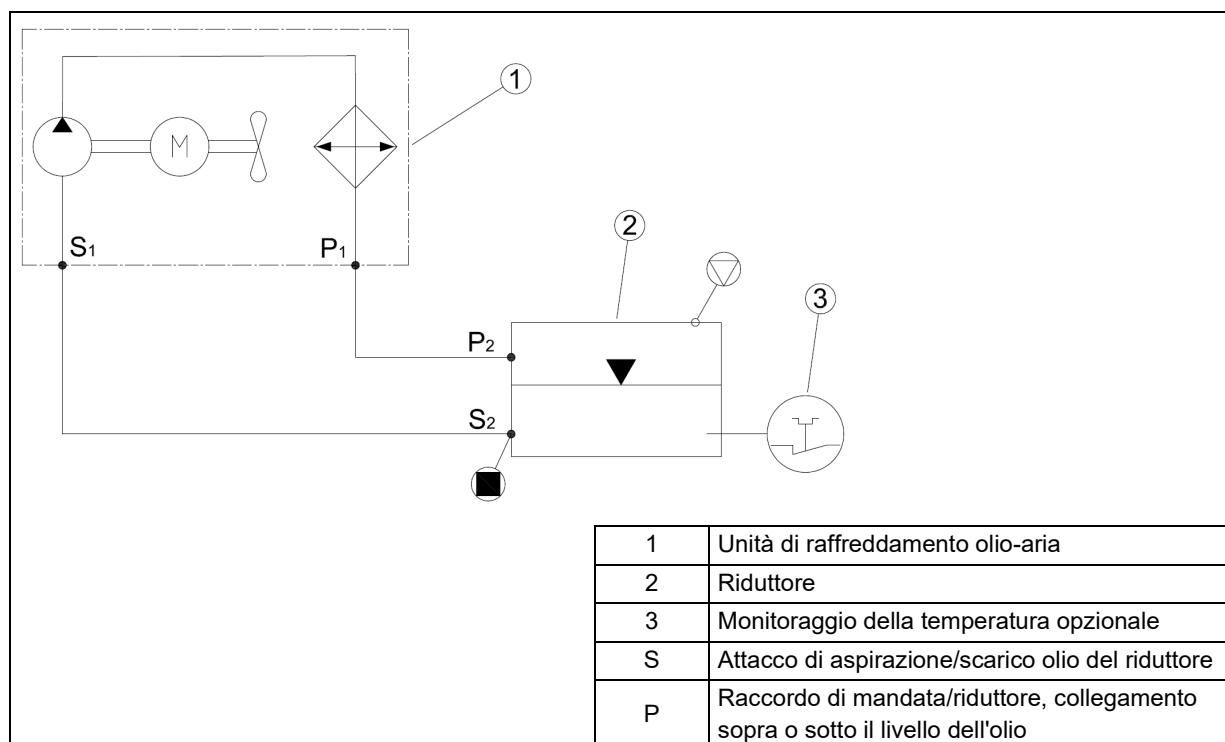 1
M
S1
P1
2
3
P2
S2
1 Unità di raffreddamento olio-aria
2 Riduttore
3 Monitoraggio della temperatura opzionale
S Attacco di aspirazione/scarico olio del riduttore
P Raccordo di mandata/riduttore, collegamento
sopra o sotto il livello dell'olio